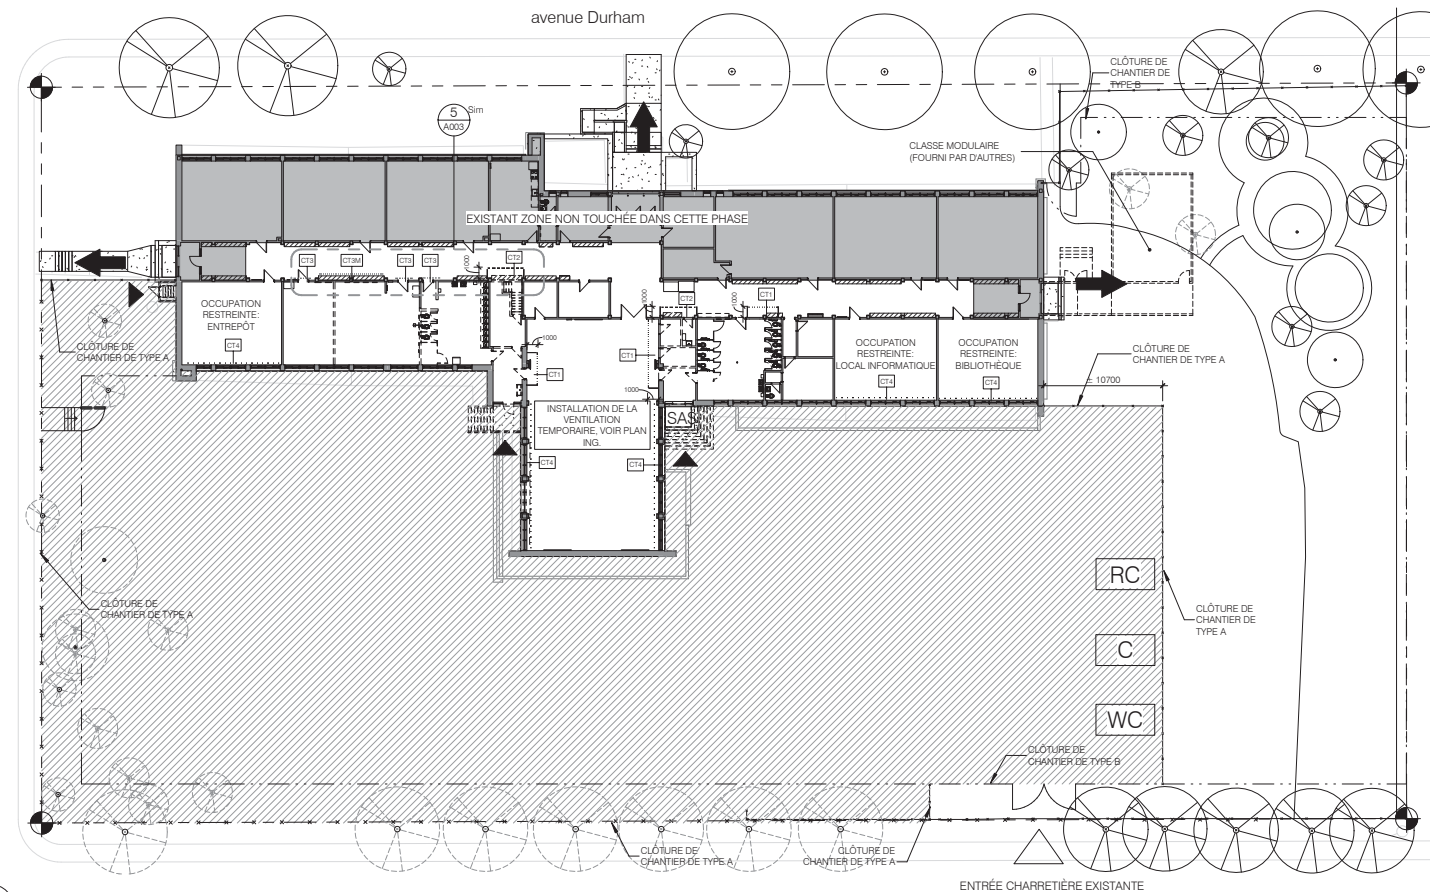 avenue Durham
CLÔTURE DE
CHANTIER DE
TYPE B
5
Sim
A003
CLASSE MODULAIRE
(FOURNI PAR D'AUTRES)
EXISTANT ZONE NON TOUCHÉE DANS CETTE PHASE
CT3
CT3M
CT3
CT3
1000
CT2
OCCUPATION
RESTREINTE:
ENTREPÔT
CT4
CLÔTURE DE
CHANTIER DE TYPE A
1000
CT2
1000
CT1
1000
CT1
CT1
1000
OCCUPATION
RESTREINTE:
LOCAL INFORMATIQUE
CT4
OCCUPATION
RESTREINTE:
BIBLIOTHÈQUE
CT4
CLÔTURE DE
CHANTIER DE TYPE A
± 10700
INSTALLATION DE LA
VENTILATION
TEMPORAIRE, VOIR PLAN
ING.
SAS
CT4
CT4
RC
CLÔTURE DE
CHANTIER DE TYPE A
CLÔTURE DE
CHANTIER DE
TYPE A
C
WC
CLÔTURE DE
CHANTIER DE TYPE B
CLÔTURE DE
CHANTIER DE TYPE A
CLÔTURE DE
CHANTIER DE TYPE A
ENTRÉE CHARRETIÈRE EXISTANTE